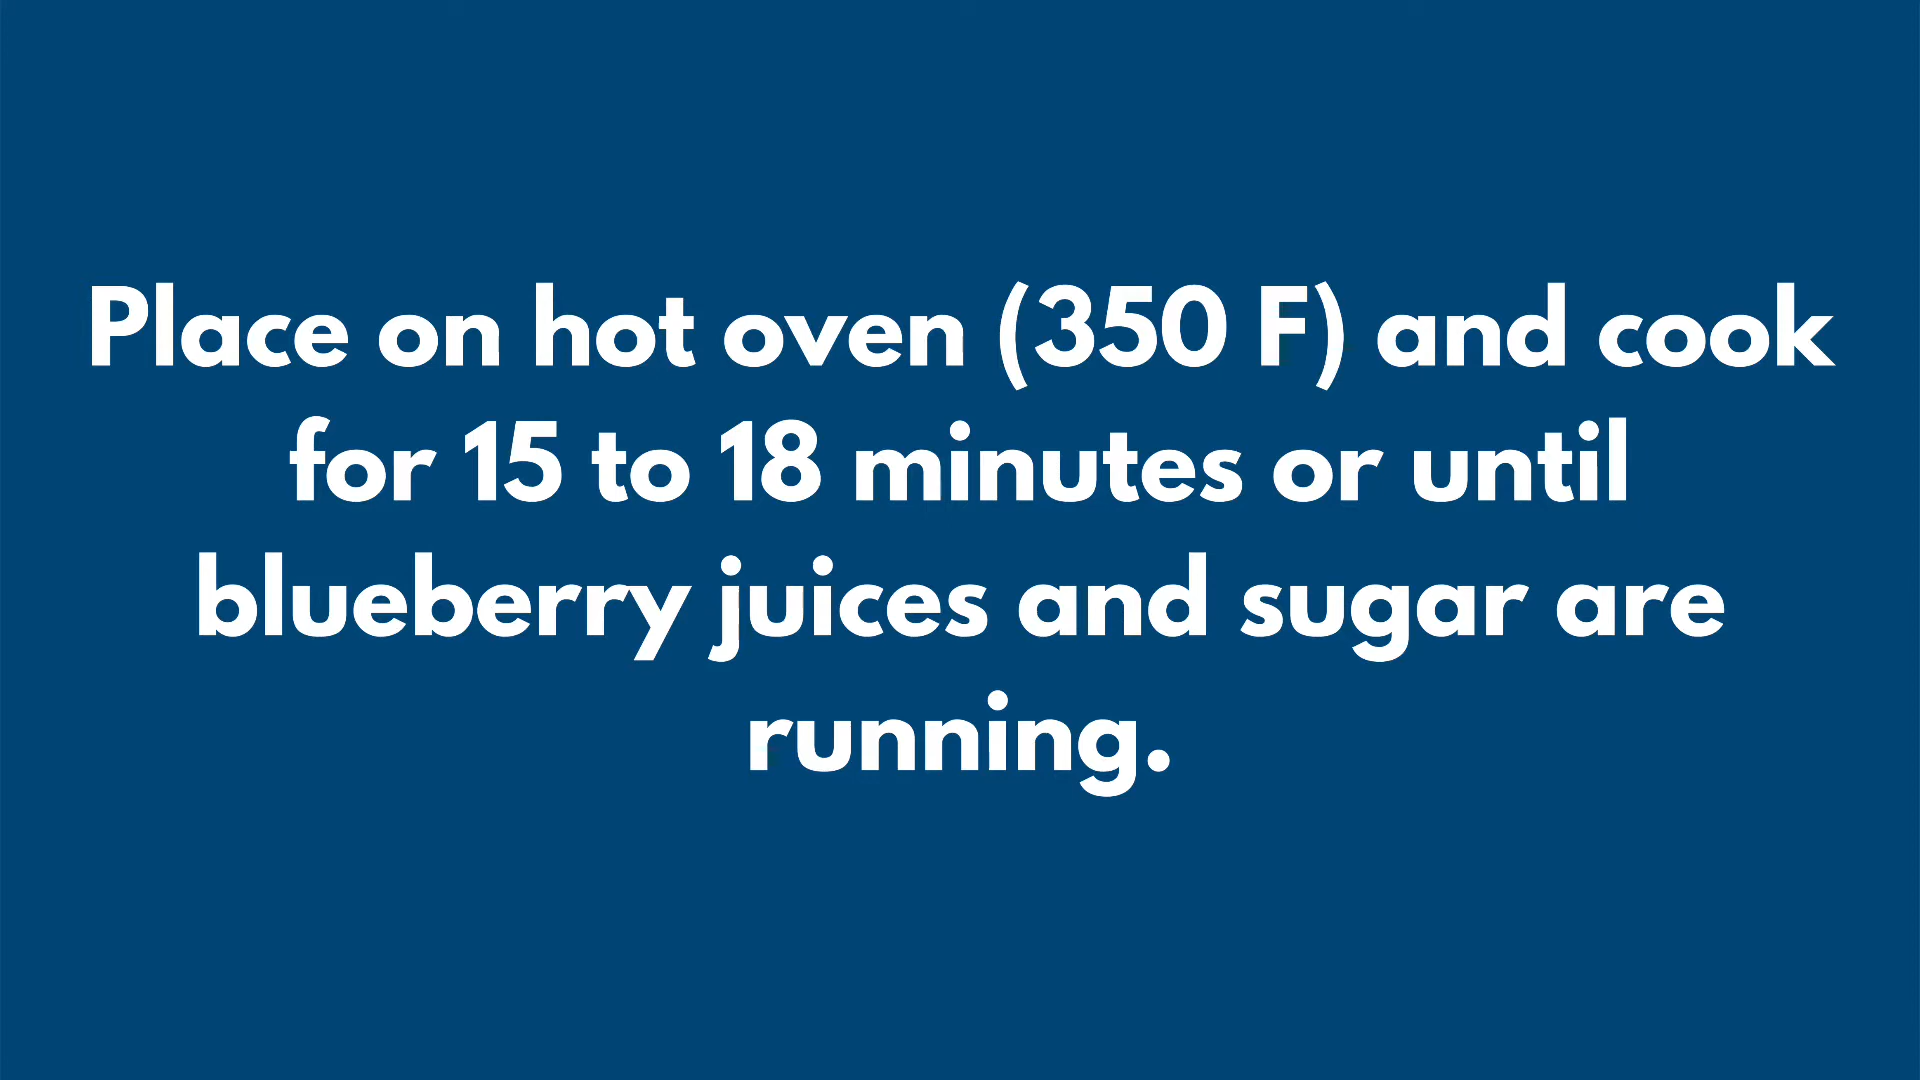 Place on hot oven (350 F) and cook
for 15 to 18 minutes or until
blueberry juices and sugar are
running.